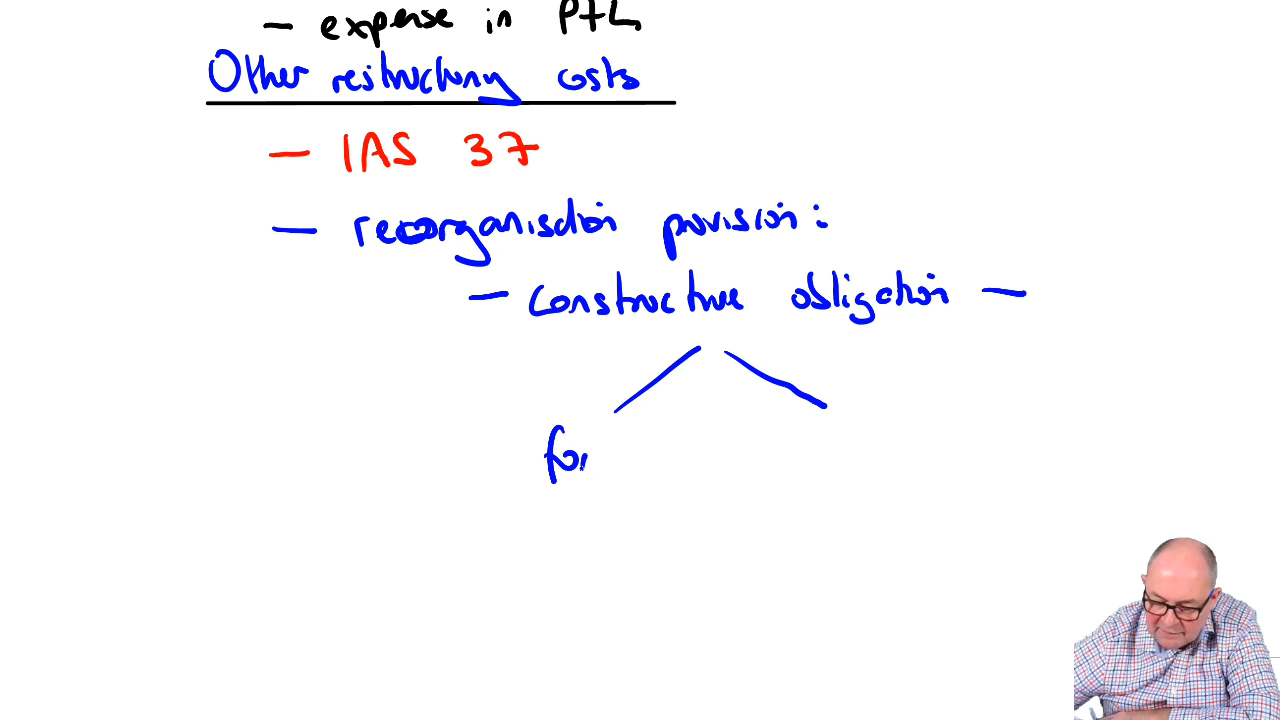 – expense in P+L
Other restructuring costs
– IAS 37
– reorganisation provision:
– constructive obligation –
for